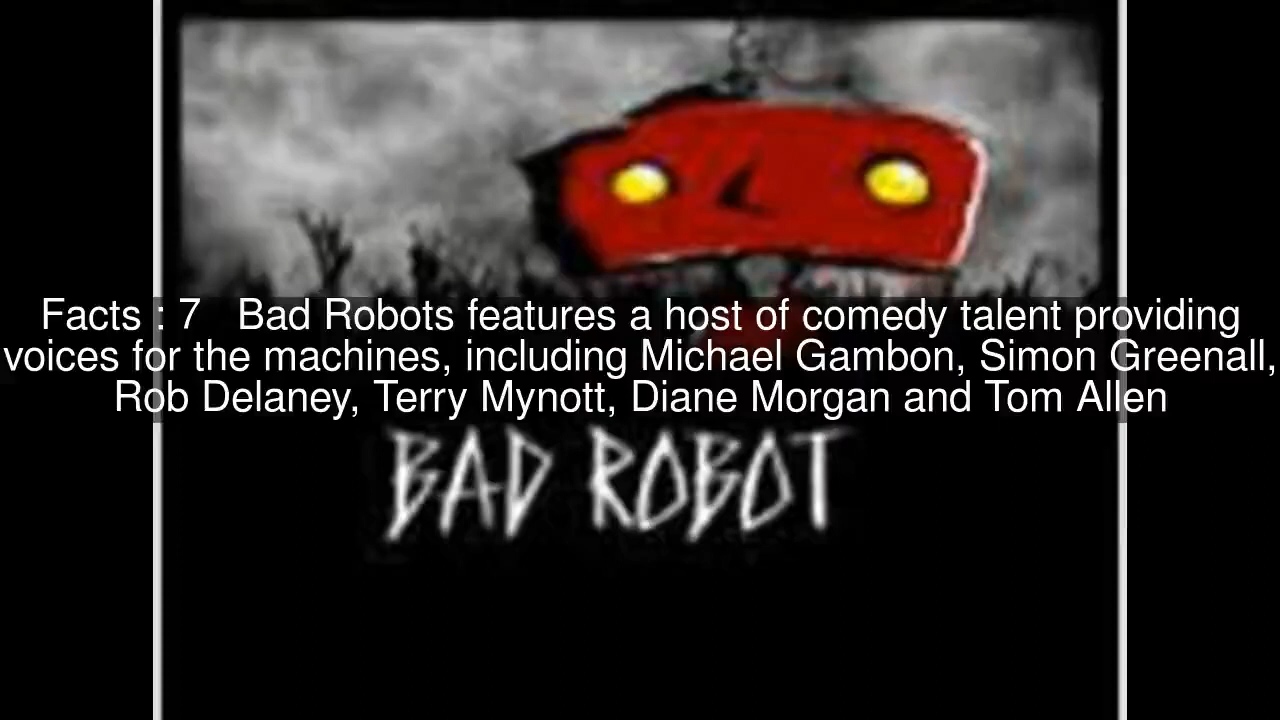 Facts : 7   Bad Robots features a host of comedy talent providing
voices for the machines, including Michael Gambon, Simon Greenall,
Rob Delaney, Terry Mynott, Diane Morgan and Tom Allen
BAD ROBOT